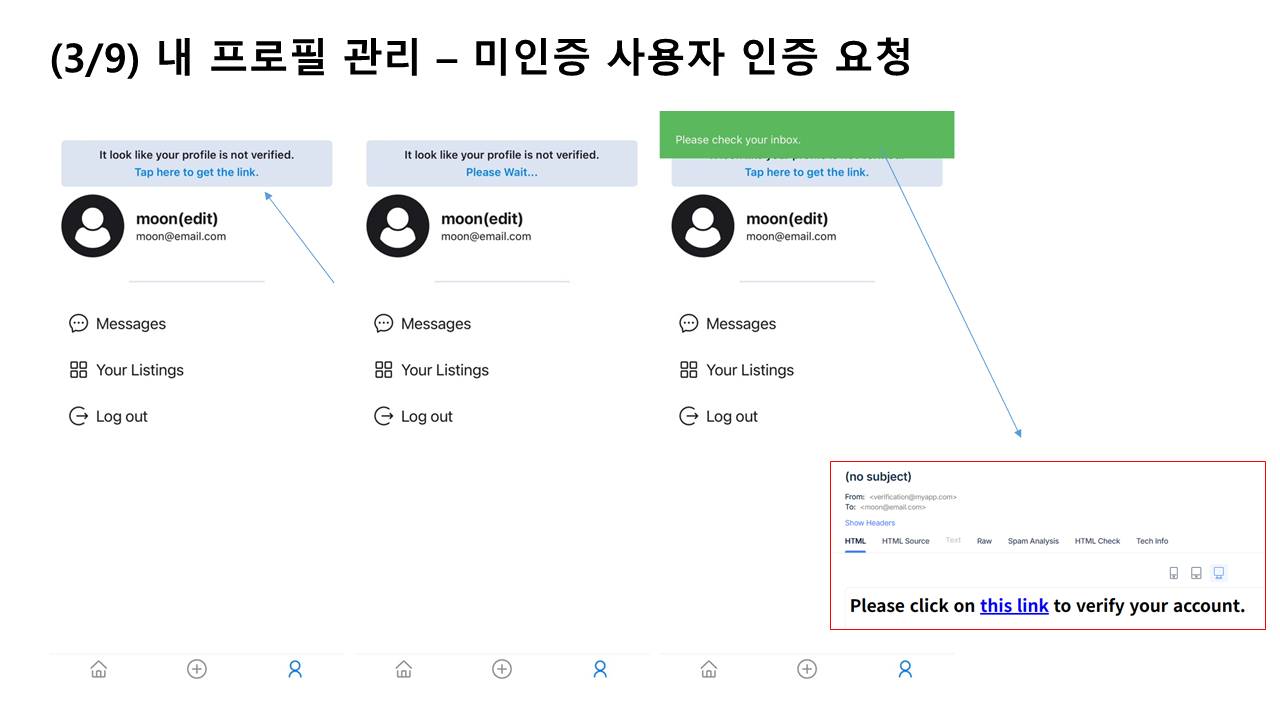 (3/9) 내 프로필 관리 – 미인증 사용자 인증 요청
It look like your profile is not verified.
Tap here to get the link.
moon(edit)
moon@email.com
Messages
Your Listings
Log out
It look like your profile is not verified.
Please Wait...
moon(edit)
moon@email.com
Messages
Your Listings
Log out
Please check your inbox.
Tap here to get the link.
moon(edit)
moon@email.com
Messages
Your Listings
Log out
(no subject)
From: <verification@myapp.com>
To: <moon@email.com>
Show Headers
HTML HTML Source Text Raw Spam Analysis HTML Check Tech Info
Please click on this link to verify your account.